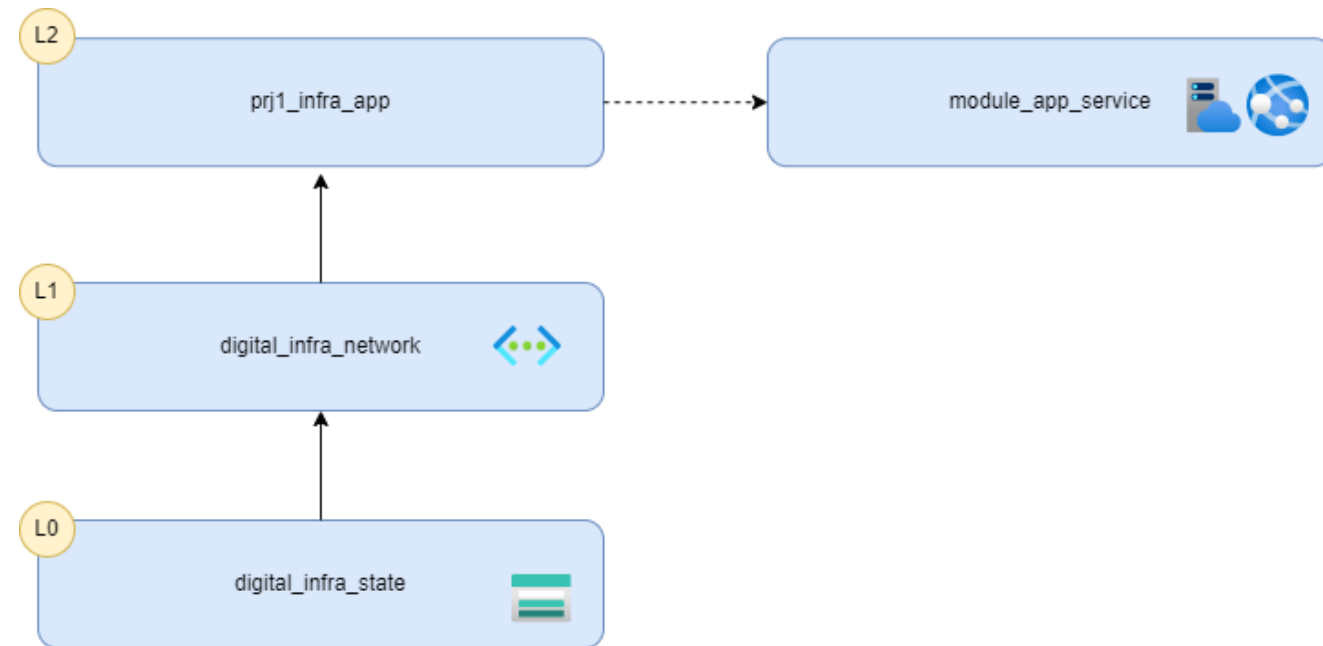 L2
prj1_infra_app
module_app_service
L1
digital_infra_network
L0
digital_infra_state